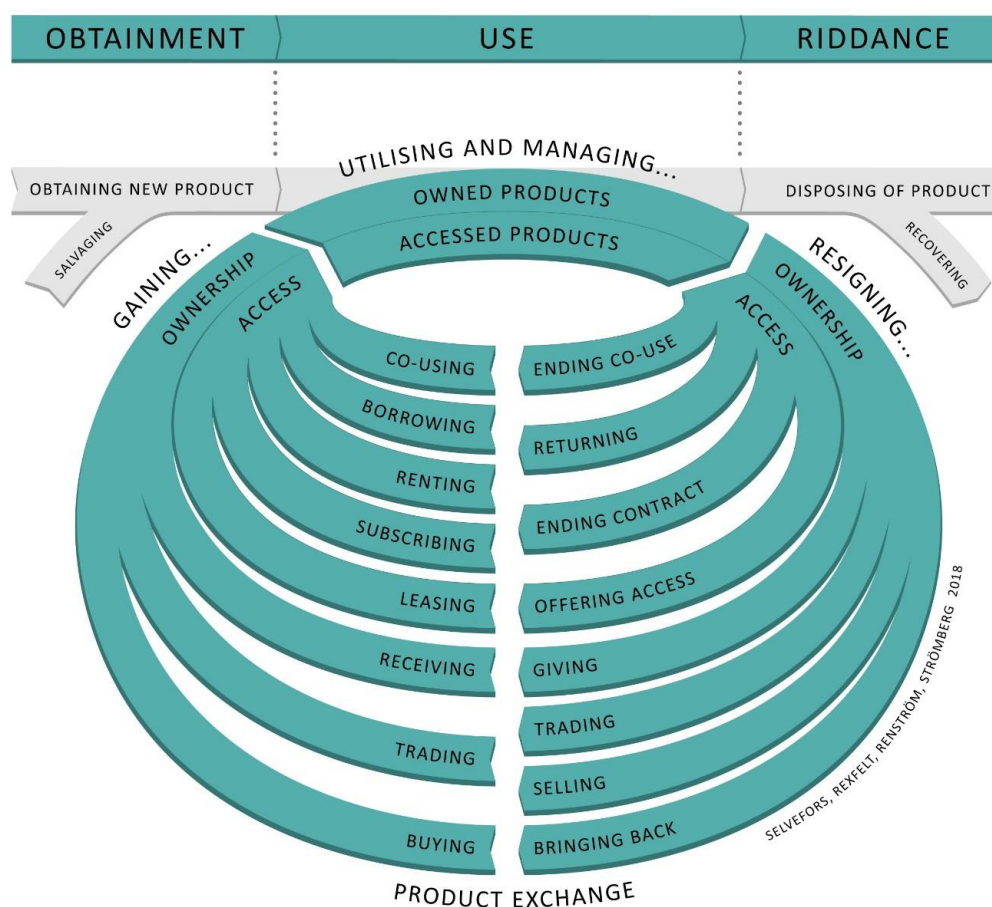 OBTAINMENT
USE
RIDDANCE
UTILISING AND MANAGING...
OBTAINING NEW PRODUCT
OWNED PRODUCTS
DISPOSING OF PRODUCT
SALVAGING
ACCESSED PRODUCTS
RECOVERING
GAINING...
OWNERSHIP
ACCESS
ACCESS
OWNERSHIP
RESIGNING...
CO-USING
ENDING CO-USE
BORROWING
RETURNING
RENTING
SUBSCRIBING
ENDING CONTRACT
LEASING
OFFERING ACCESS
RECEIVING
GIVING
TRADING
TRADING
SELLING
BUYING
BRINGING BACK
PRODUCT EXCHANGE
SELVEFORS, REXFELT, RENSTRÖM, STRÖMBERG 2018